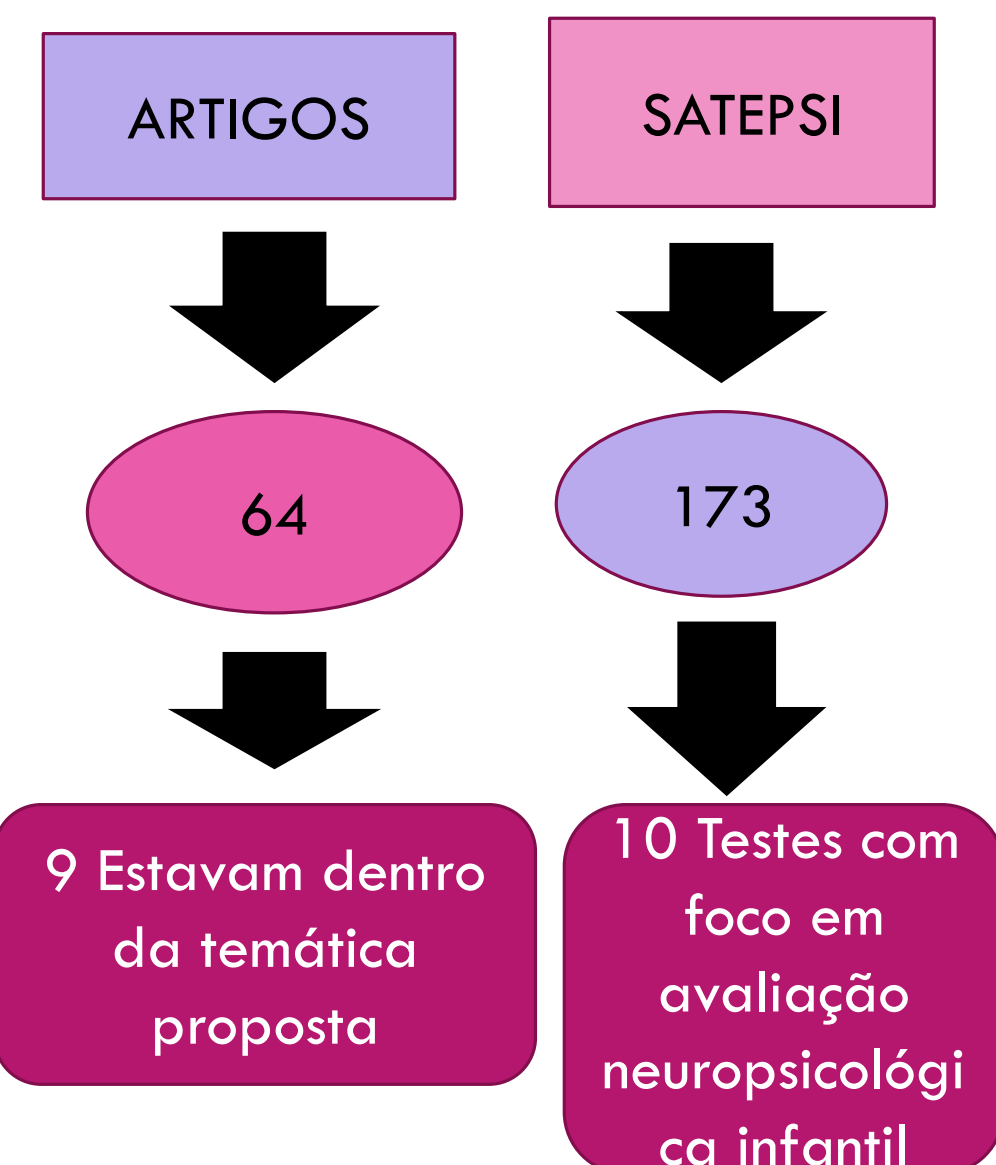 ARTIGOS
SATEPSI
64
173
9 Estavam dentro
da temática
proposta
10 Testes com
foco em
avaliação
neuropsicológi
ca infantil